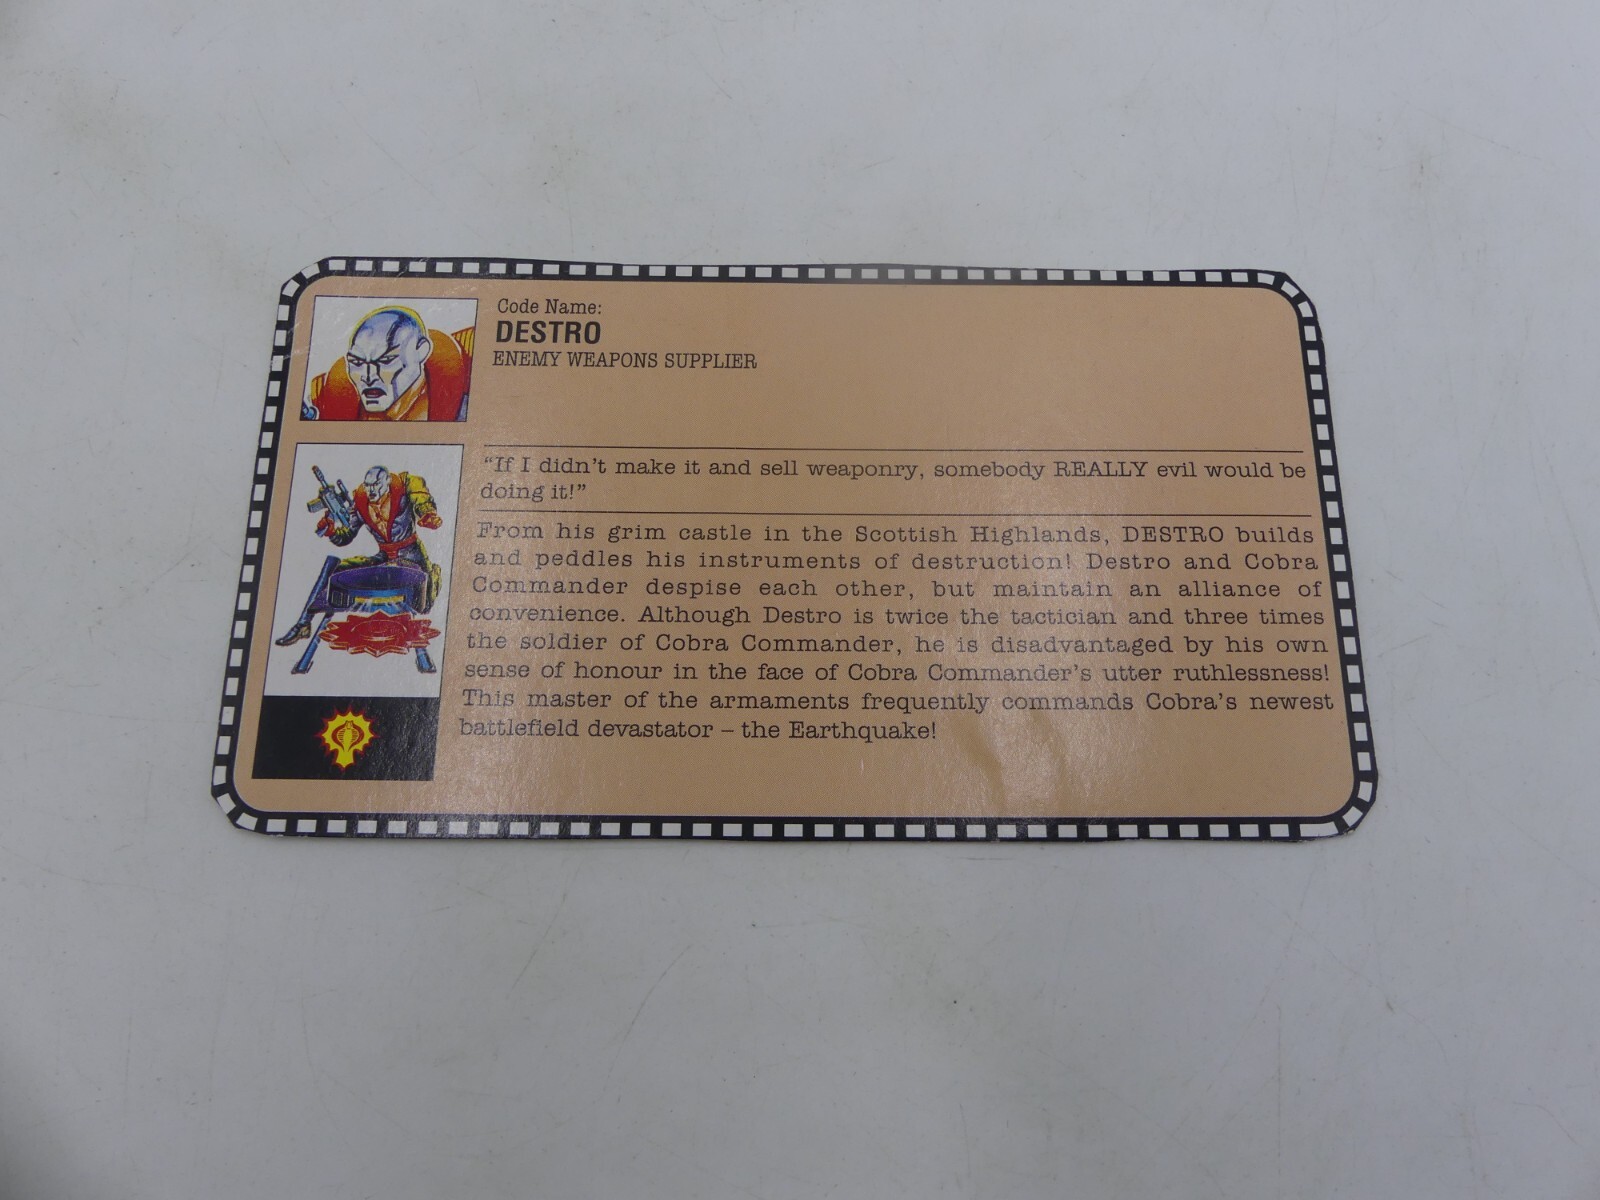 Code Name:
DESTRO
ENEMY WEAPONS SUPPLIER
“If I didn’t make it and sell weaponry, somebody REALLY evil would be
doing it!”
From his grim castle in the Scottish Highlands, DESTRO builds
and peddles his instruments of destruction! Destro and Cobra
Commander despise each other, but maintain an alliance of
convenience. Although Destro is twice the tactician and three times
the soldier of Cobra Commander, he is disadvantaged by his own
sense of honour in the face of Cobra Commander’s utter ruthlessness!
This master of the armaments frequently commands Cobra’s newest
battlefield devastator – the Earthquake!